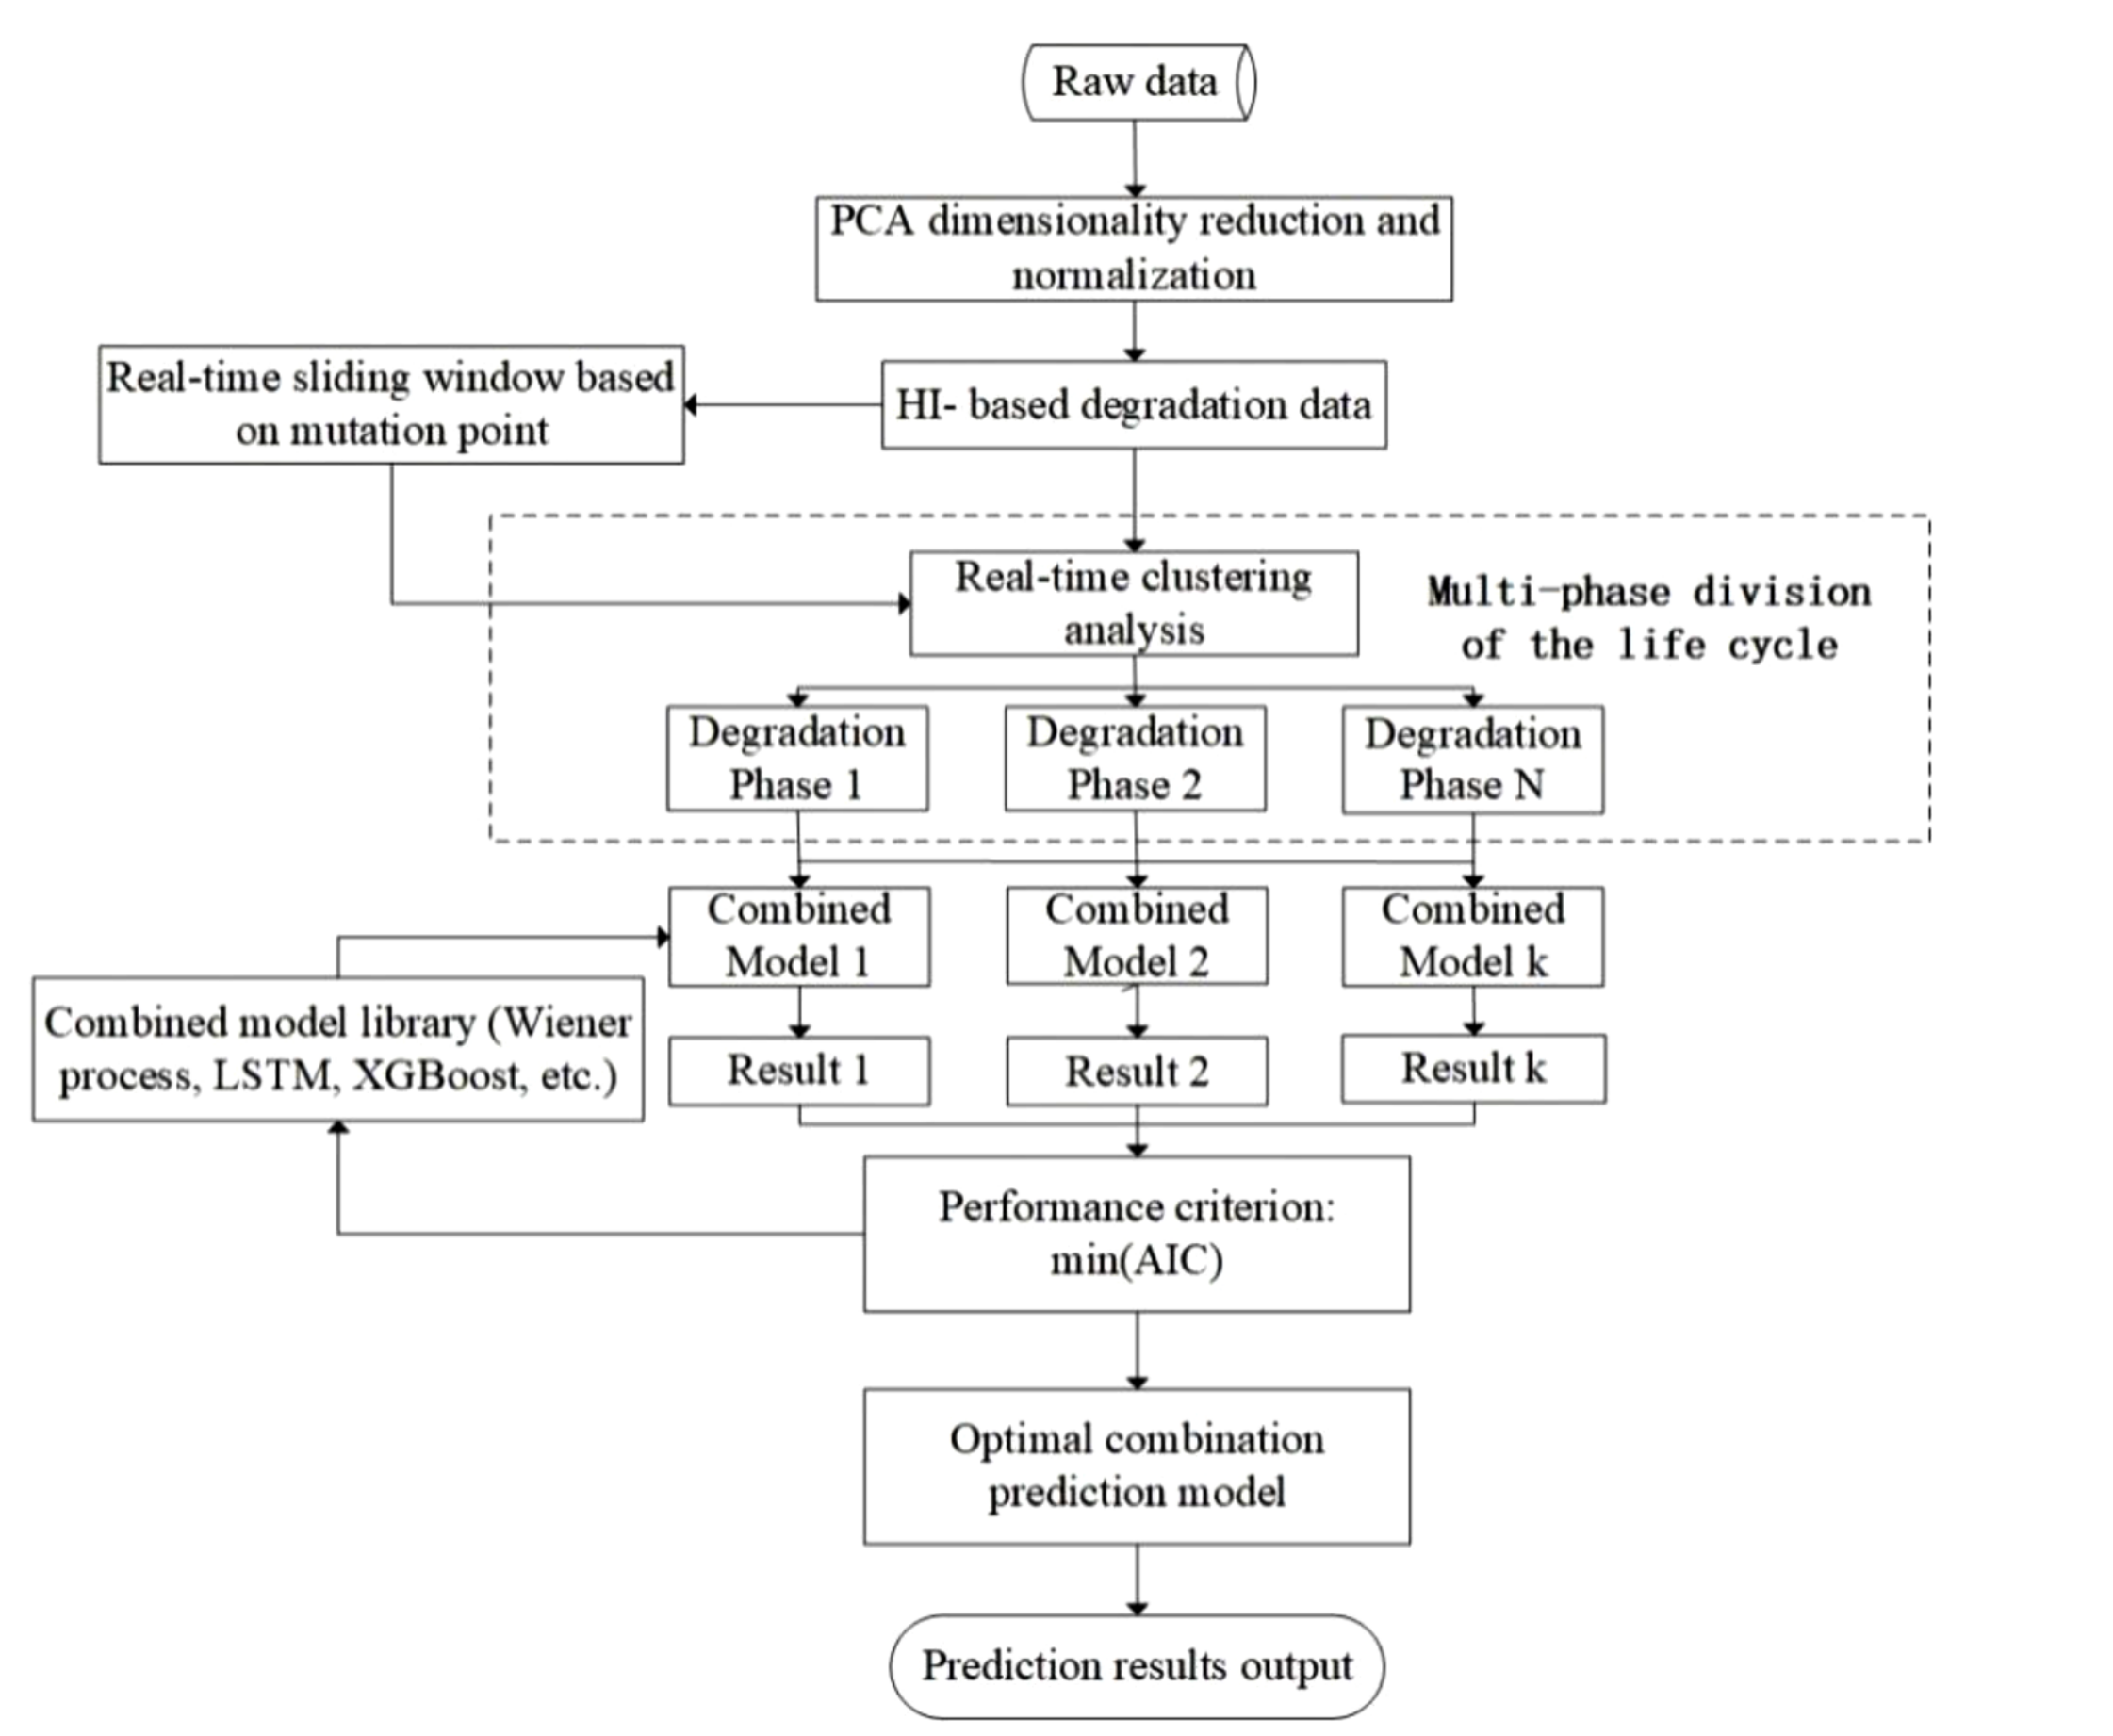 Raw data
PCA dimensionality reduction and
normalization
Real-time sliding window based
on mutation point
HI- based degradation data
Real-time clustering
analysis
Multi-phase division
of the life cycle
Degradation
Phase 1
Degradation
Phase 2
Degradation
Phase N
Combined
Model 1
Combined
Model 2
Combined
Model k
Combined model library (Wiener
process, LSTM, XGBoost, etc.)
Result 1
Result 2
Result k
Performance criterion:
min(AIC)
Optimal combination
prediction model
Prediction results output